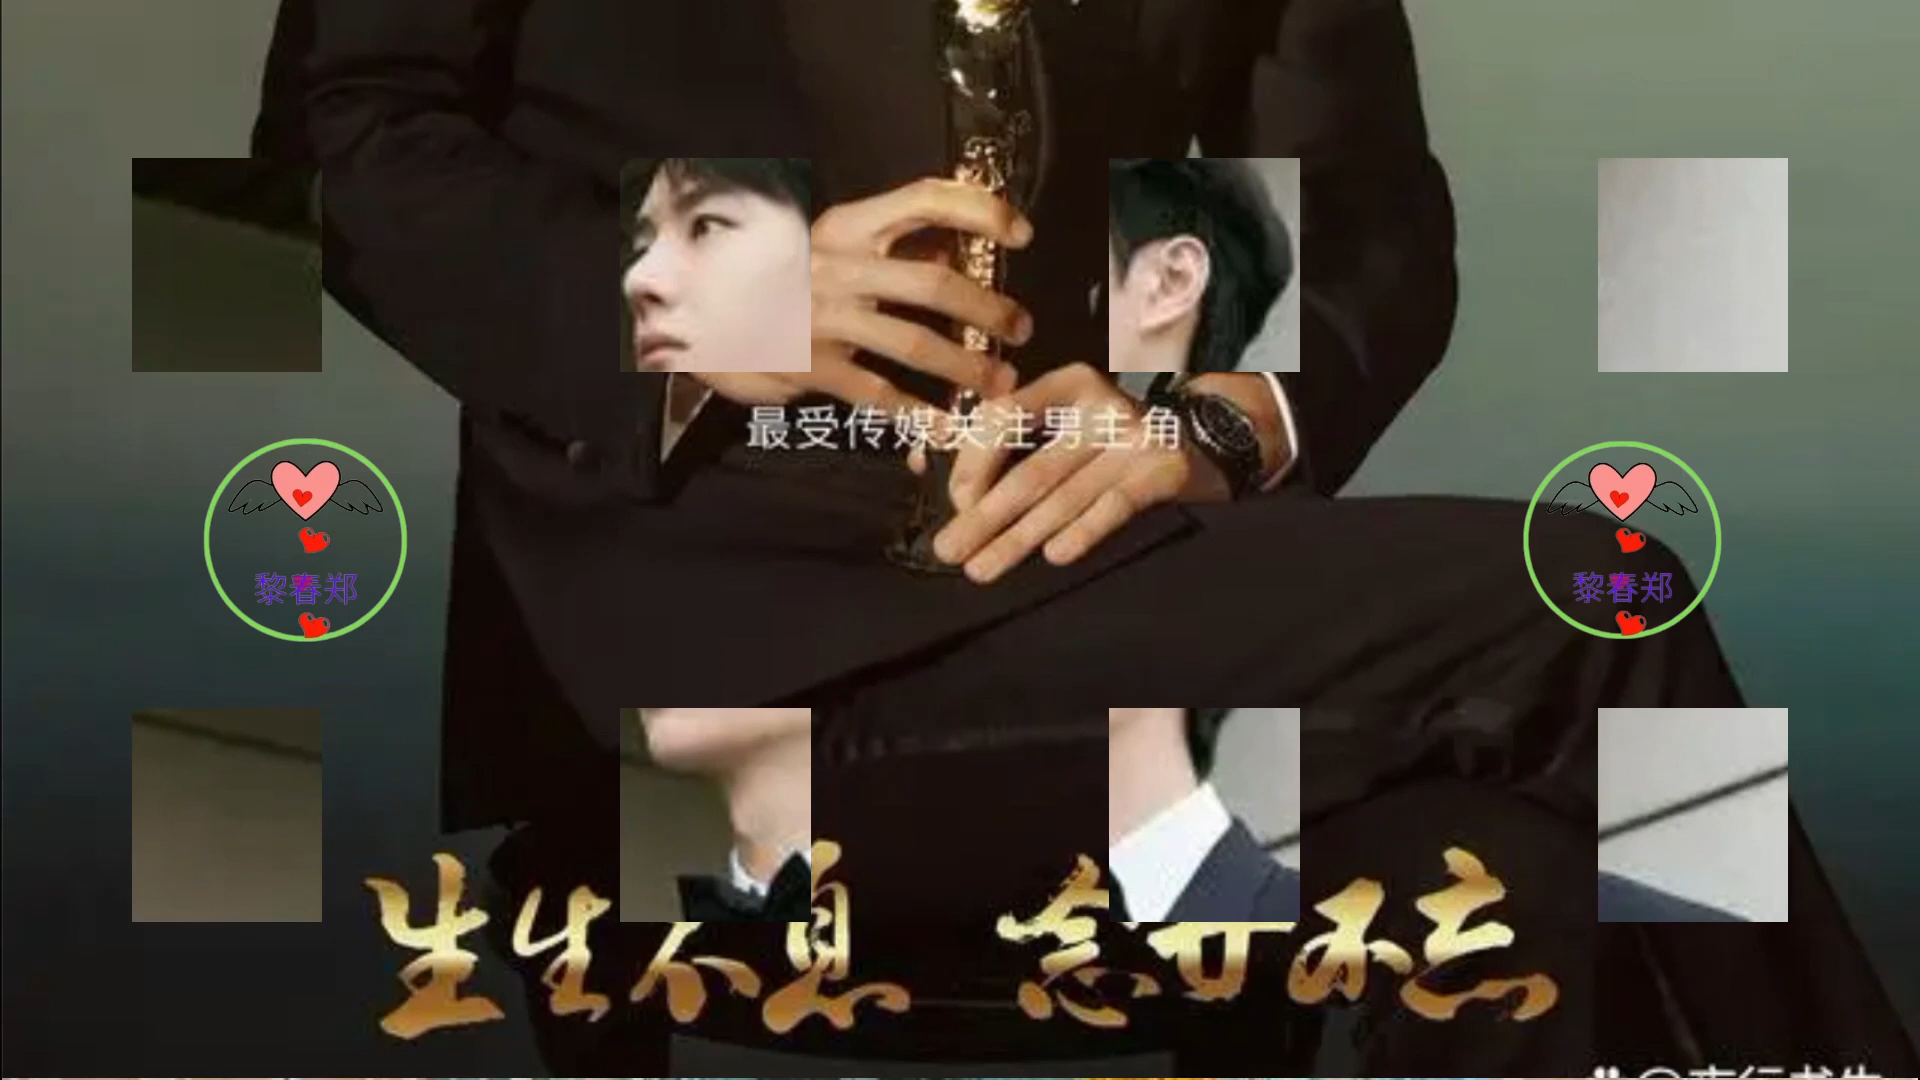 最受传媒关注男主角
黎春郑
黎春郑
生生不息 念廿不忘